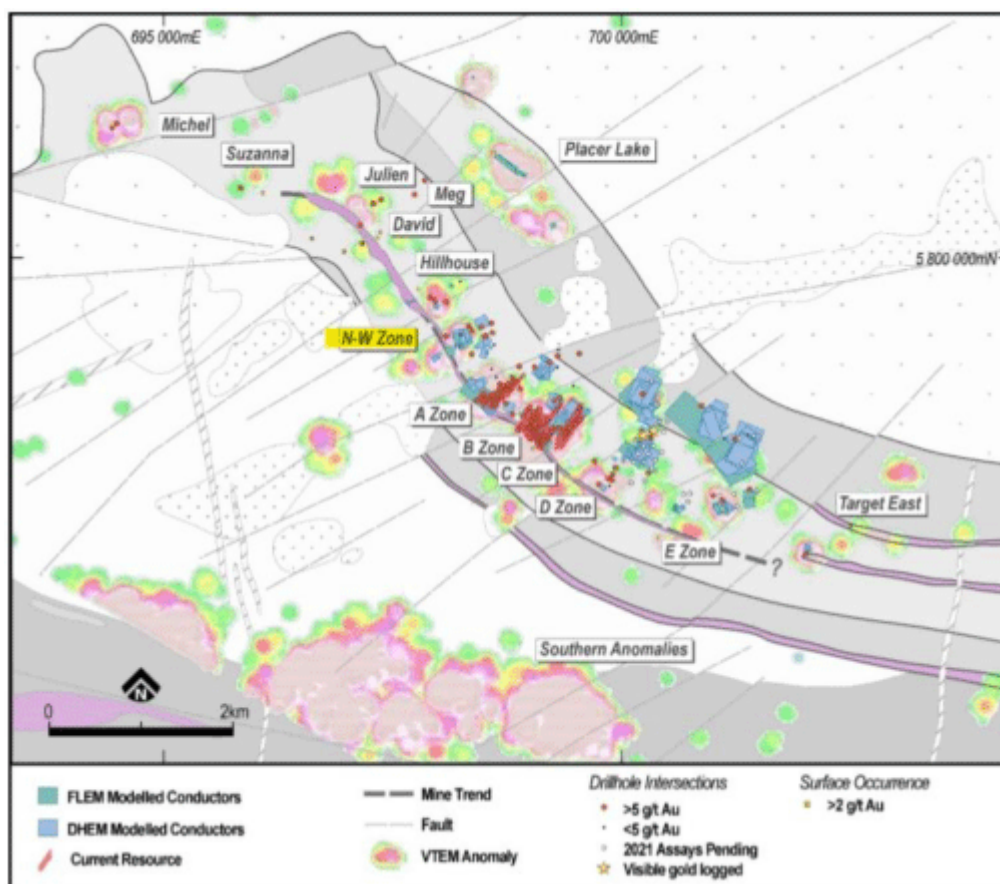 695 000mE
700 000mE
Michel
Suzanna
Julien
Meg
Placer Lake
David
Hillhouse
5 800 000mN
N-W Zone
A Zone
B Zone
C Zone
D Zone
E Zone
?
Target East
Southern Anomalies
N
0
2km
FLEM Modelled Conductors
DHEM Modelled Conductors
Current Resource
Mine Trend
Fault
VTEM Anomaly
Drillhole Intersections
>5 g/t Au
<5 g/t Au
2021 Assays Pending
Visible gold logged
Surface Occurrence
>2 g/t Au